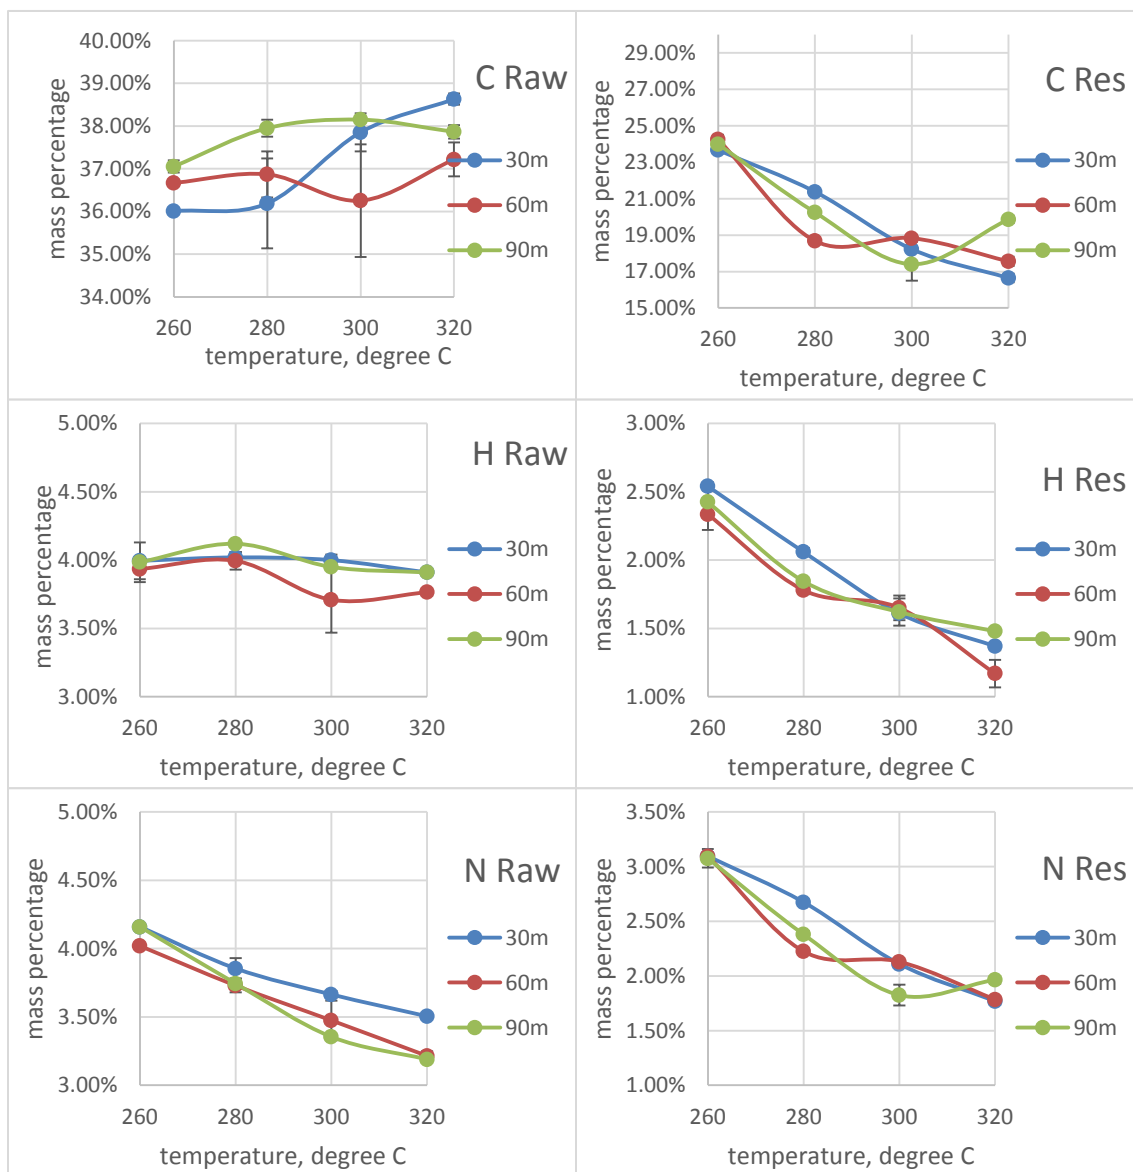 C Raw
mass percentage
40.00%
39.00%
38.00%
37.00%
36.00%
35.00%
34.00%
260 280 300 320
temperature, degree C
30m
60m
90m
C Res
mass percentage
29.00%
27.00%
25.00%
23.00%
21.00%
19.00%
17.00%
15.00%
260 280 300 320
temperature, degree C
30m
60m
90m
H Raw
mass percentage
5.00%
4.50%
4.00%
3.50%
3.00%
260 280 300 320
temperature, degree C
30m
60m
90m
H Res
mass percentage
3.00%
2.50%
2.00%
1.50%
1.00%
260 280 300 320
temperature, degree C
30m
60m
90m
N Raw
mass percentage
5.00%
4.50%
4.00%
3.50%
3.00%
260 280 300 320
temperature, degree C
30m
60m
90m
N Res
mass percentage
3.50%
3.00%
2.50%
2.00%
1.50%
1.00%
260 280 300 320
temperature, degree C
30m
60m
90m